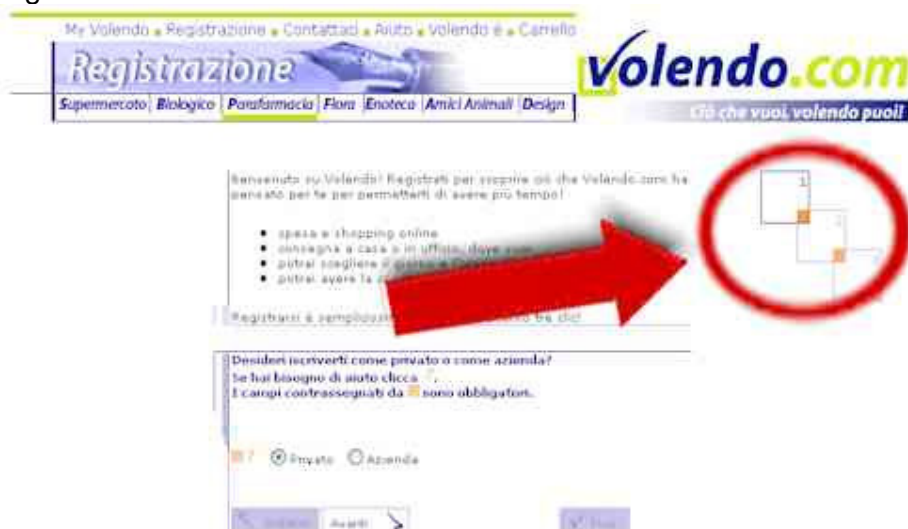 My Volendo Registrazione Contattaci Aiuto Volendo è Carrello
Registrazione
Volendo.com
Supermercato Biologico Parafarmacia Flora Enoteca Amici Animali Design
Ciò che vuoi, volendo puoi!
Benvenuto su Volendo! Registrati per scoprire ciò che Volendo.com ha
pensato per te per permetterti di avere più tempo!
1
2
spesa e shopping online
consegna a casa o in ufficio, dove vuoi
potrai scegliere il giorno e
potrai avere la
Registrarsi è tre clic!
Desideri iscriverti come privato o come azienda?
Se hai bisogno di aiuto clicca ?.
I campi contrassegnati da sono obbligatori.
? Privato Azienda
Avanti